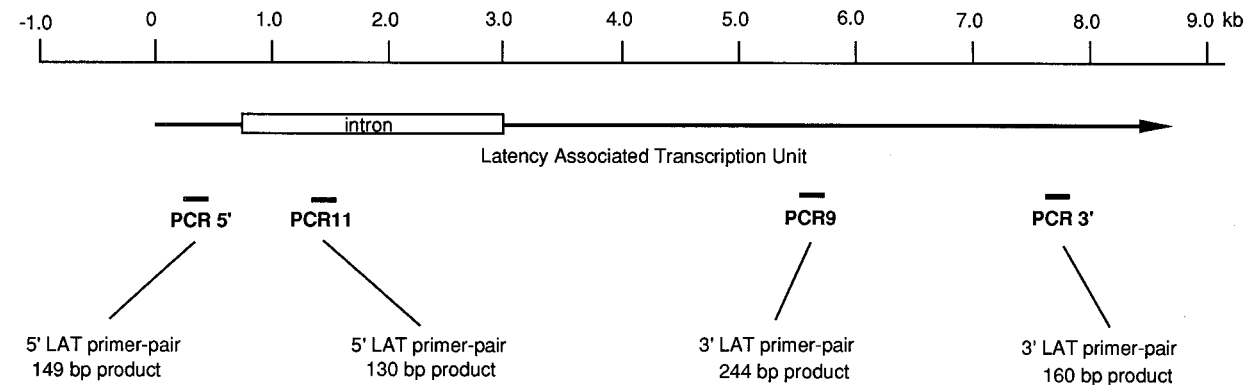 -1.0 0 1.0 2.0 3.0 4.0 5.0 6.0 7.0 8.0 9.0 kb
intron
Latency Associated Transcription Unit
PCR 5' PCR11 PCR9 PCR 3'
5' LAT primer-pair 5' LAT primer-pair 3' LAT primer-pair 3' LAT primer-pair
149 bp product 130 bp product 244 bp product 160 bp product